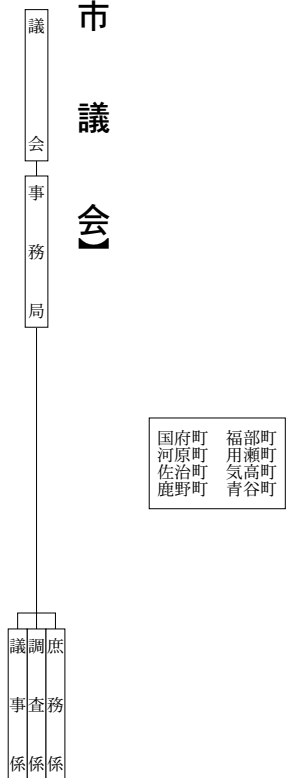 市議会】
議会
事務局
庶務係
調査係
議事係
国府町 福部町
河原町 用瀬町
佐治町 気高町
鹿野町 青谷町